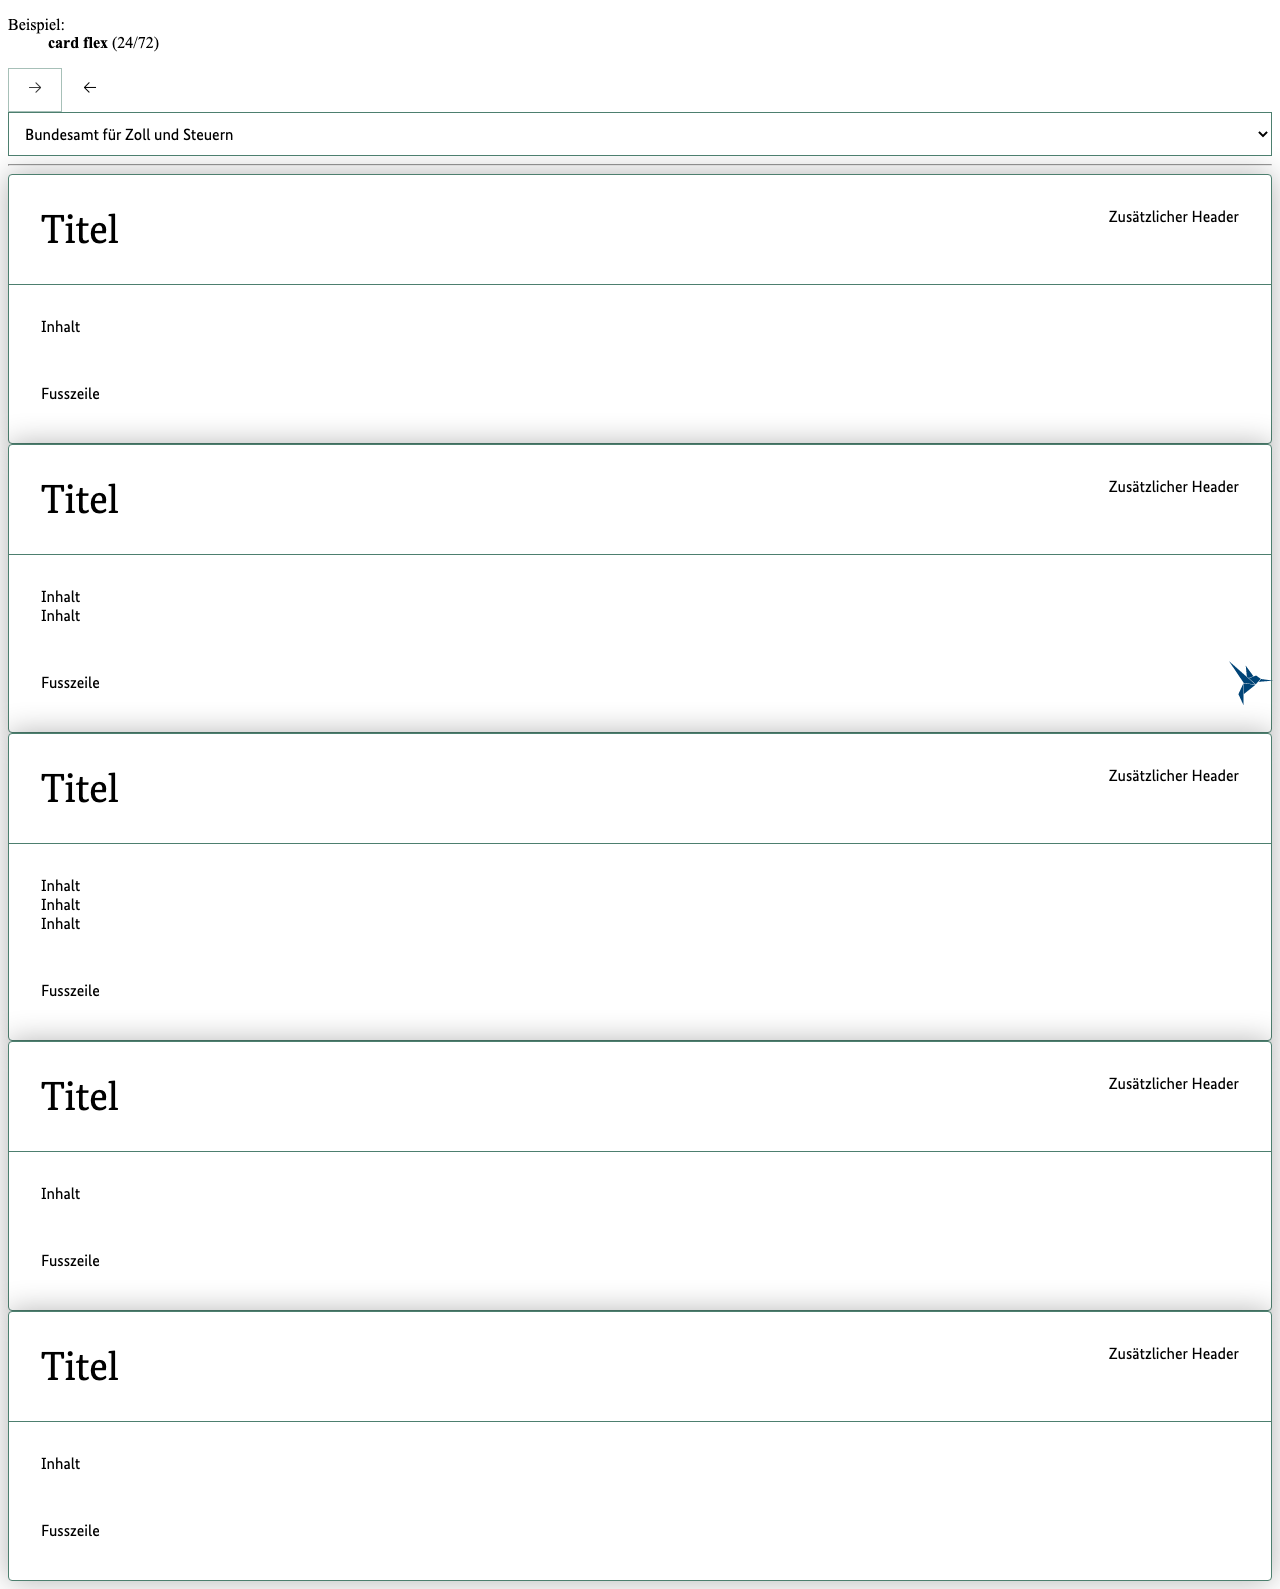 Beispiel:
card flex (24/72)
→ ←
Bundesamt für Zoll und Steuern
Titel
Zusätzlicher Header
Inhalt
Fusszeile
Titel
Zusätzlicher Header
Inhalt
Inhalt
Fusszeile
Titel
Zusätzlicher Header
Inhalt
Inhalt
Inhalt
Fusszeile
Titel
Zusätzlicher Header
Inhalt
Fusszeile
Titel
Zusätzlicher Header
Inhalt
Fusszeile